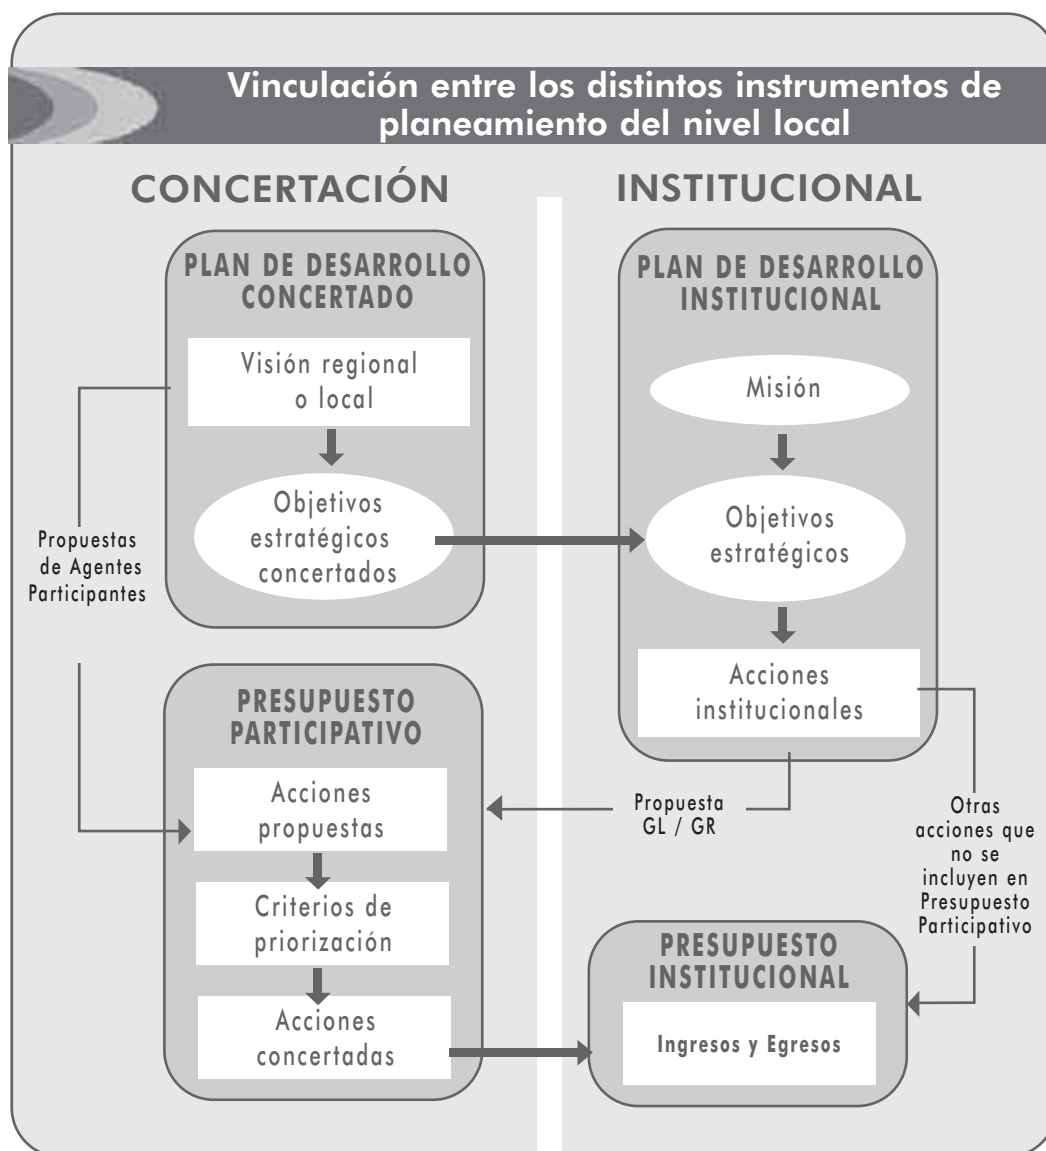 Vinculación entre los distintos instrumentos de
planeamiento del nivel local
CONCERTACIÓN
PLAN DE DESARROLLO
CONCERTADO
Visión regional
o local
Objetivos
estratégicos
concertados
Propuestas
de Agentes
Participantes
PRESUPUESTO
PARTICIPATIVO
Acciones
propuestas
Criterios de
priorización
Acciones
concertadas
INSTITUCIONAL
PLAN DE DESARROLLO
INSTITUCIONAL
Misión
Objetivos
estratégicos
Acciones
institucionales
Propuesta
GL / GR
Otras
acciones que
no se
incluyen en
Presupuesto
Participativo
PRESUPUESTO
INSTITUCIONAL
Ingresos y Egresos